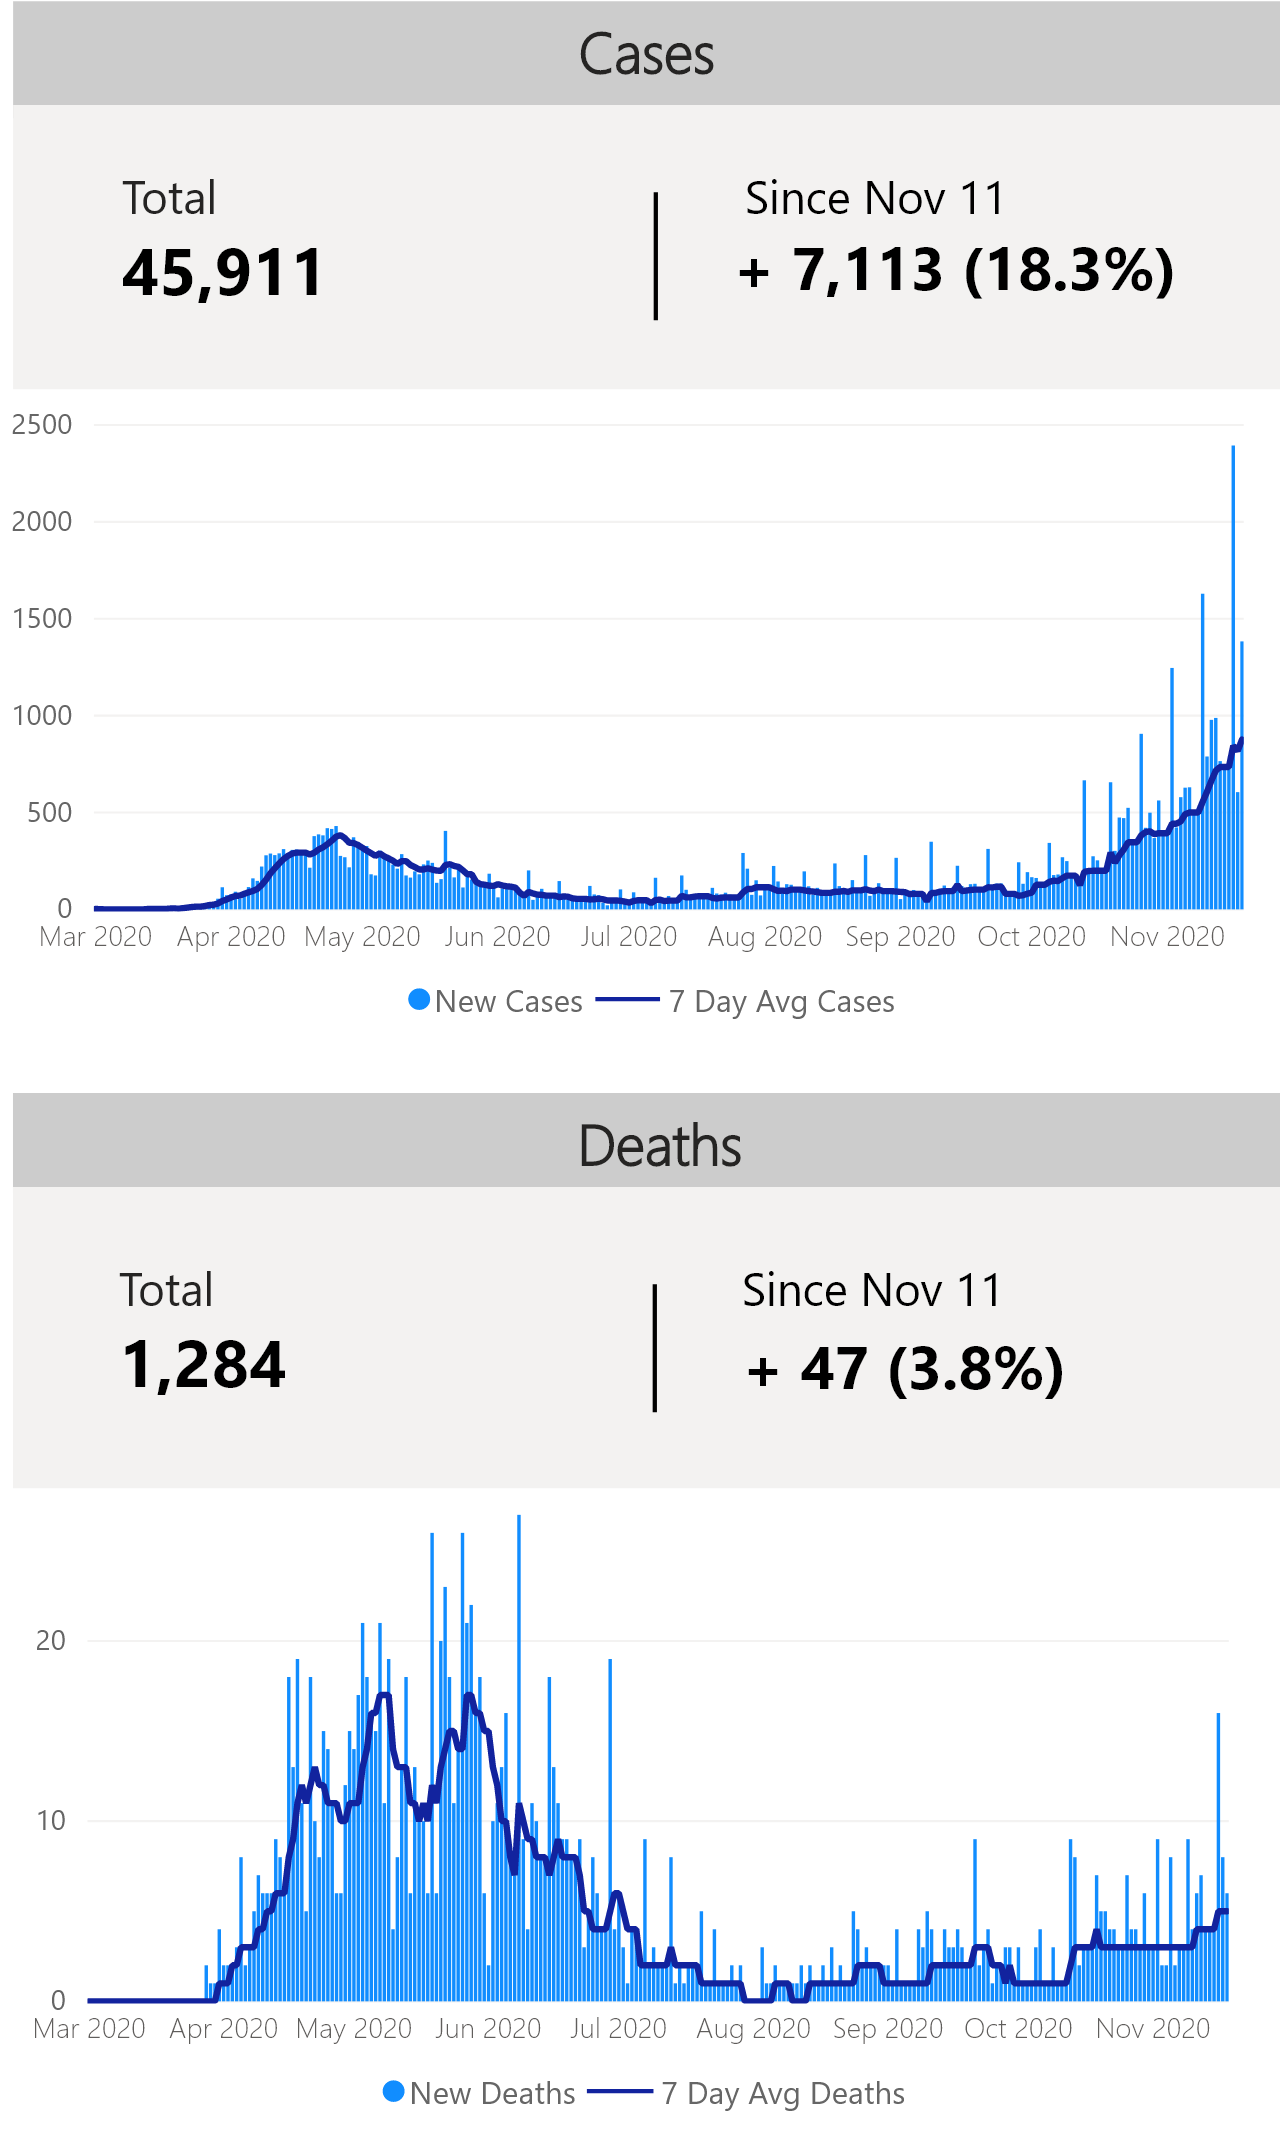 Cases
Total
Since Nov 11
45,911
+ 7,113 (18.3%)
2500
2000
1500
1000
500
0
Mar 2020 Apr 2020 May 2020 Jun 2020 Jul 2020 Aug 2020 Sep 2020 Oct 2020 Nov 2020
New Cases 7 Day Avg Cases
Deaths
Total
Since Nov 11
1,284
+ 47 (3.8%)
20
10
0
Mar 2020 Apr 2020 May 2020 Jun 2020 Jul 2020 Aug 2020 Sep 2020 Oct 2020 Nov 2020
New Deaths 7 Day Avg Deaths